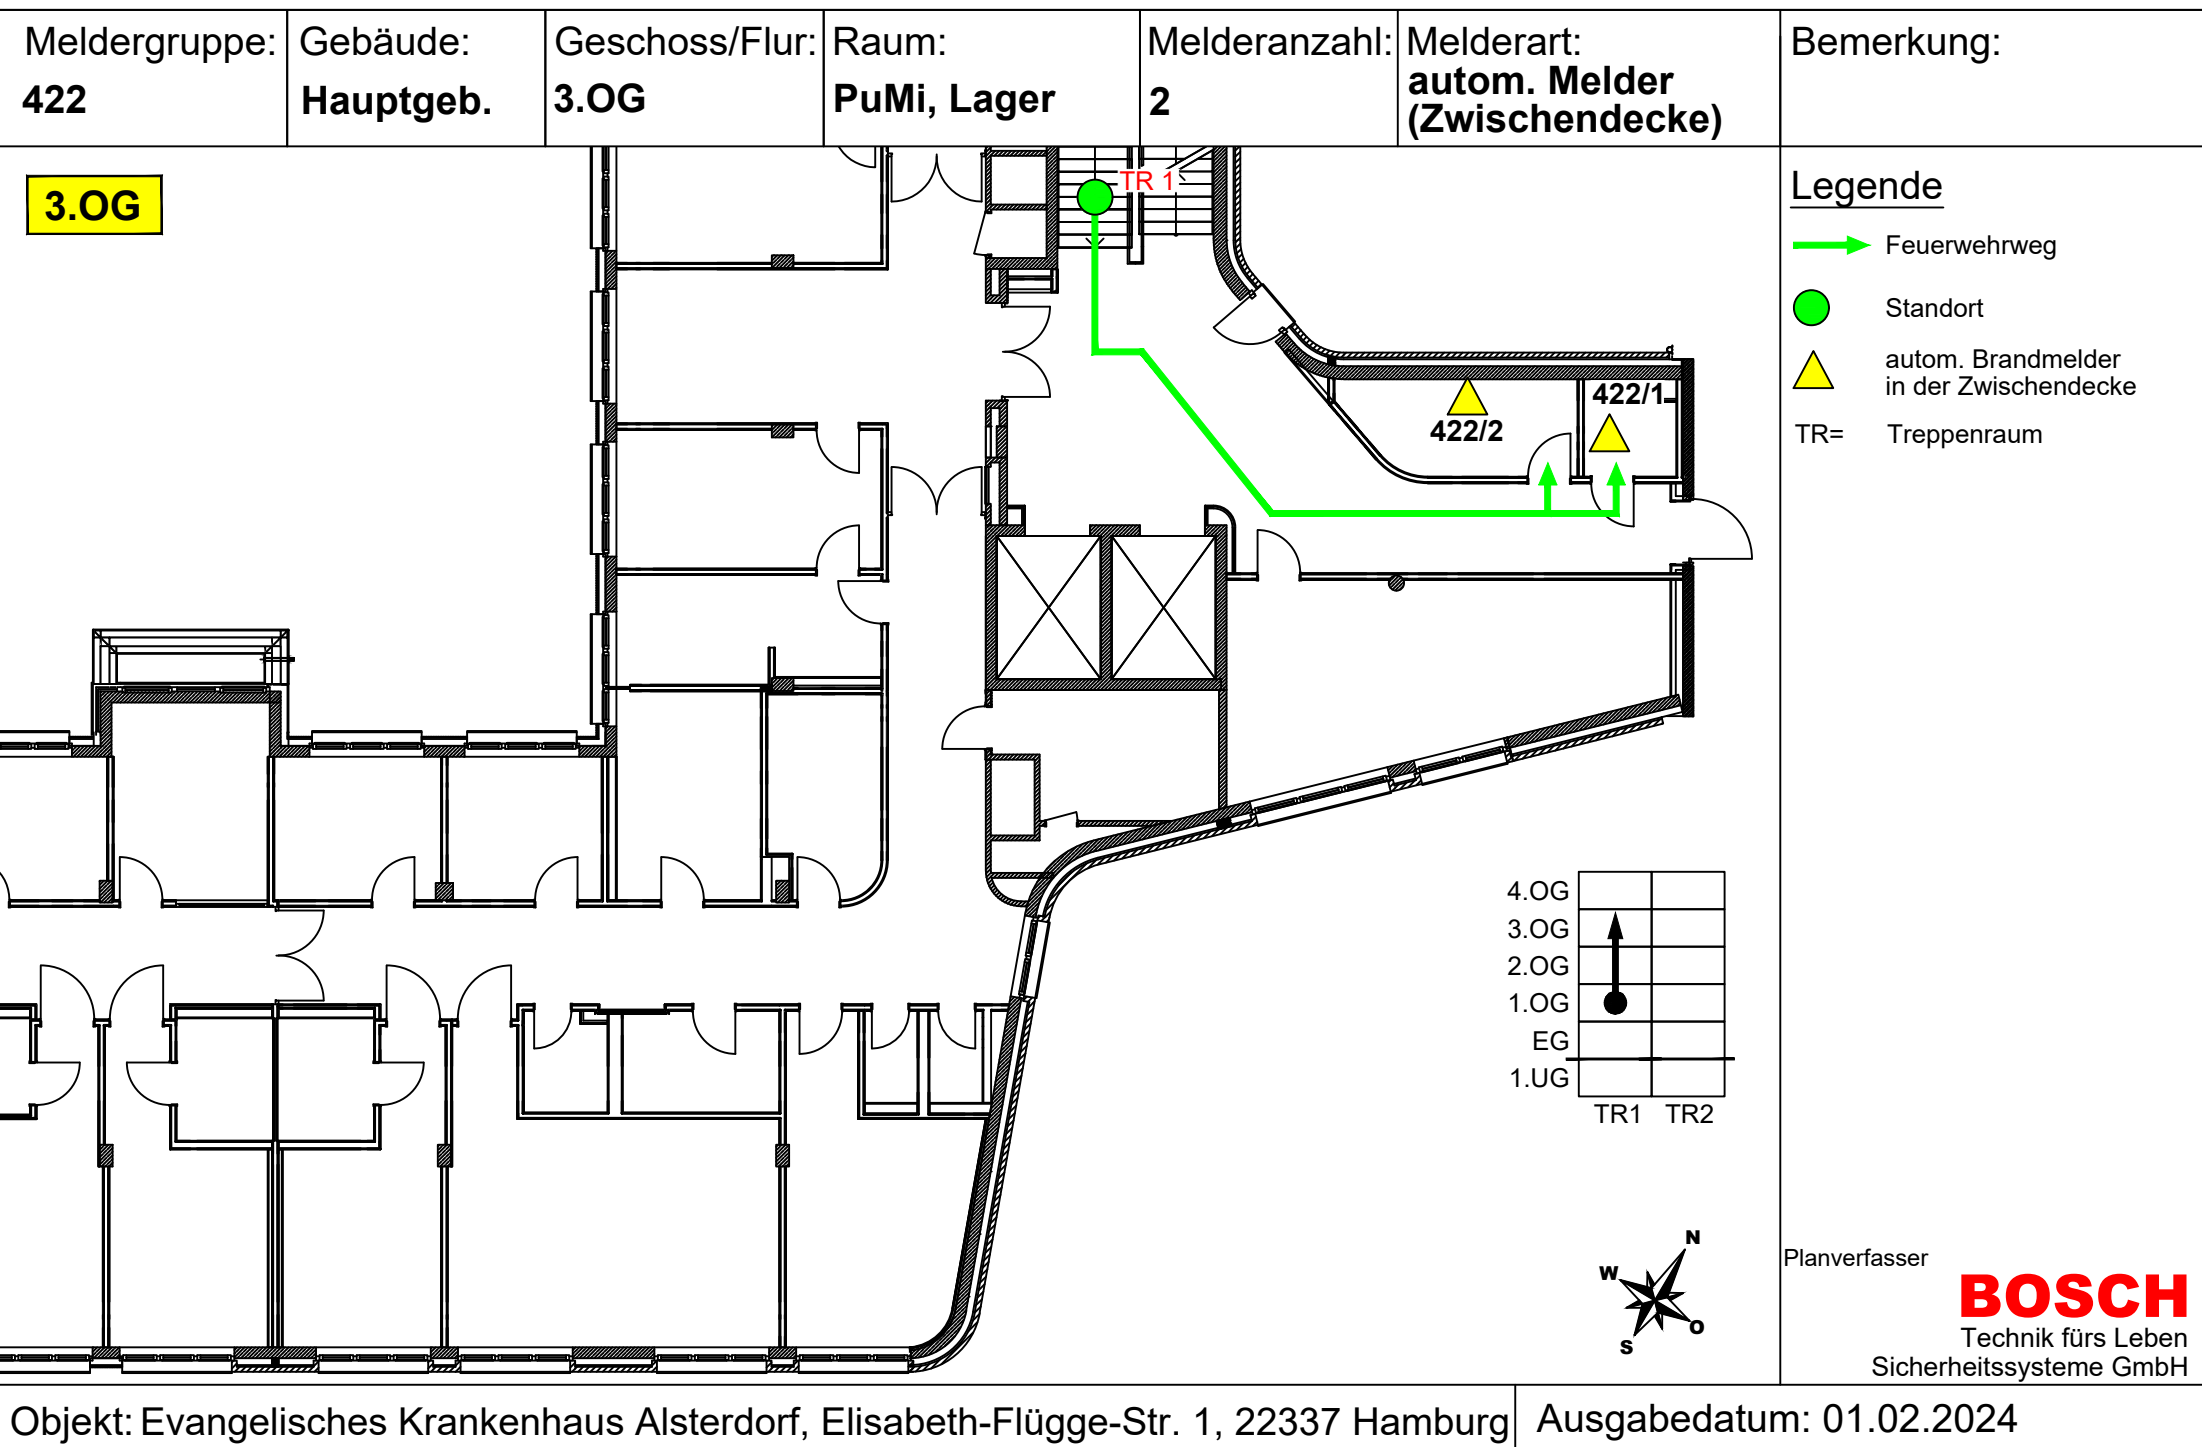 Meldergruppe:
422
Gebäude:
Hauptgeb.
Geschoss/Flur:
3.OG
Raum:
PuMi, Lager
Melderanzahl:
2
Melderart:
autom. Melder
(Zwischendecke)
Bemerkung:
3.OG
TR 1
422/1
422/2
Legende
Feuerwehrweg
Standort
autom. Brandmelder
in der Zwischendecke
TR= Treppenraum
4.OG
3.OG
2.OG
1.OG
EG
1.UG
TR1 TR2
N
W
O
S
Planverfasser
BOSCH
Technik fürs Leben
Sicherheitssysteme GmbH
Objekt: Evangelisches Krankenhaus Alsterdorf, Elisabeth-Flügge-Str. 1, 22337 Hamburg
Ausgabedatum: 01.02.2024